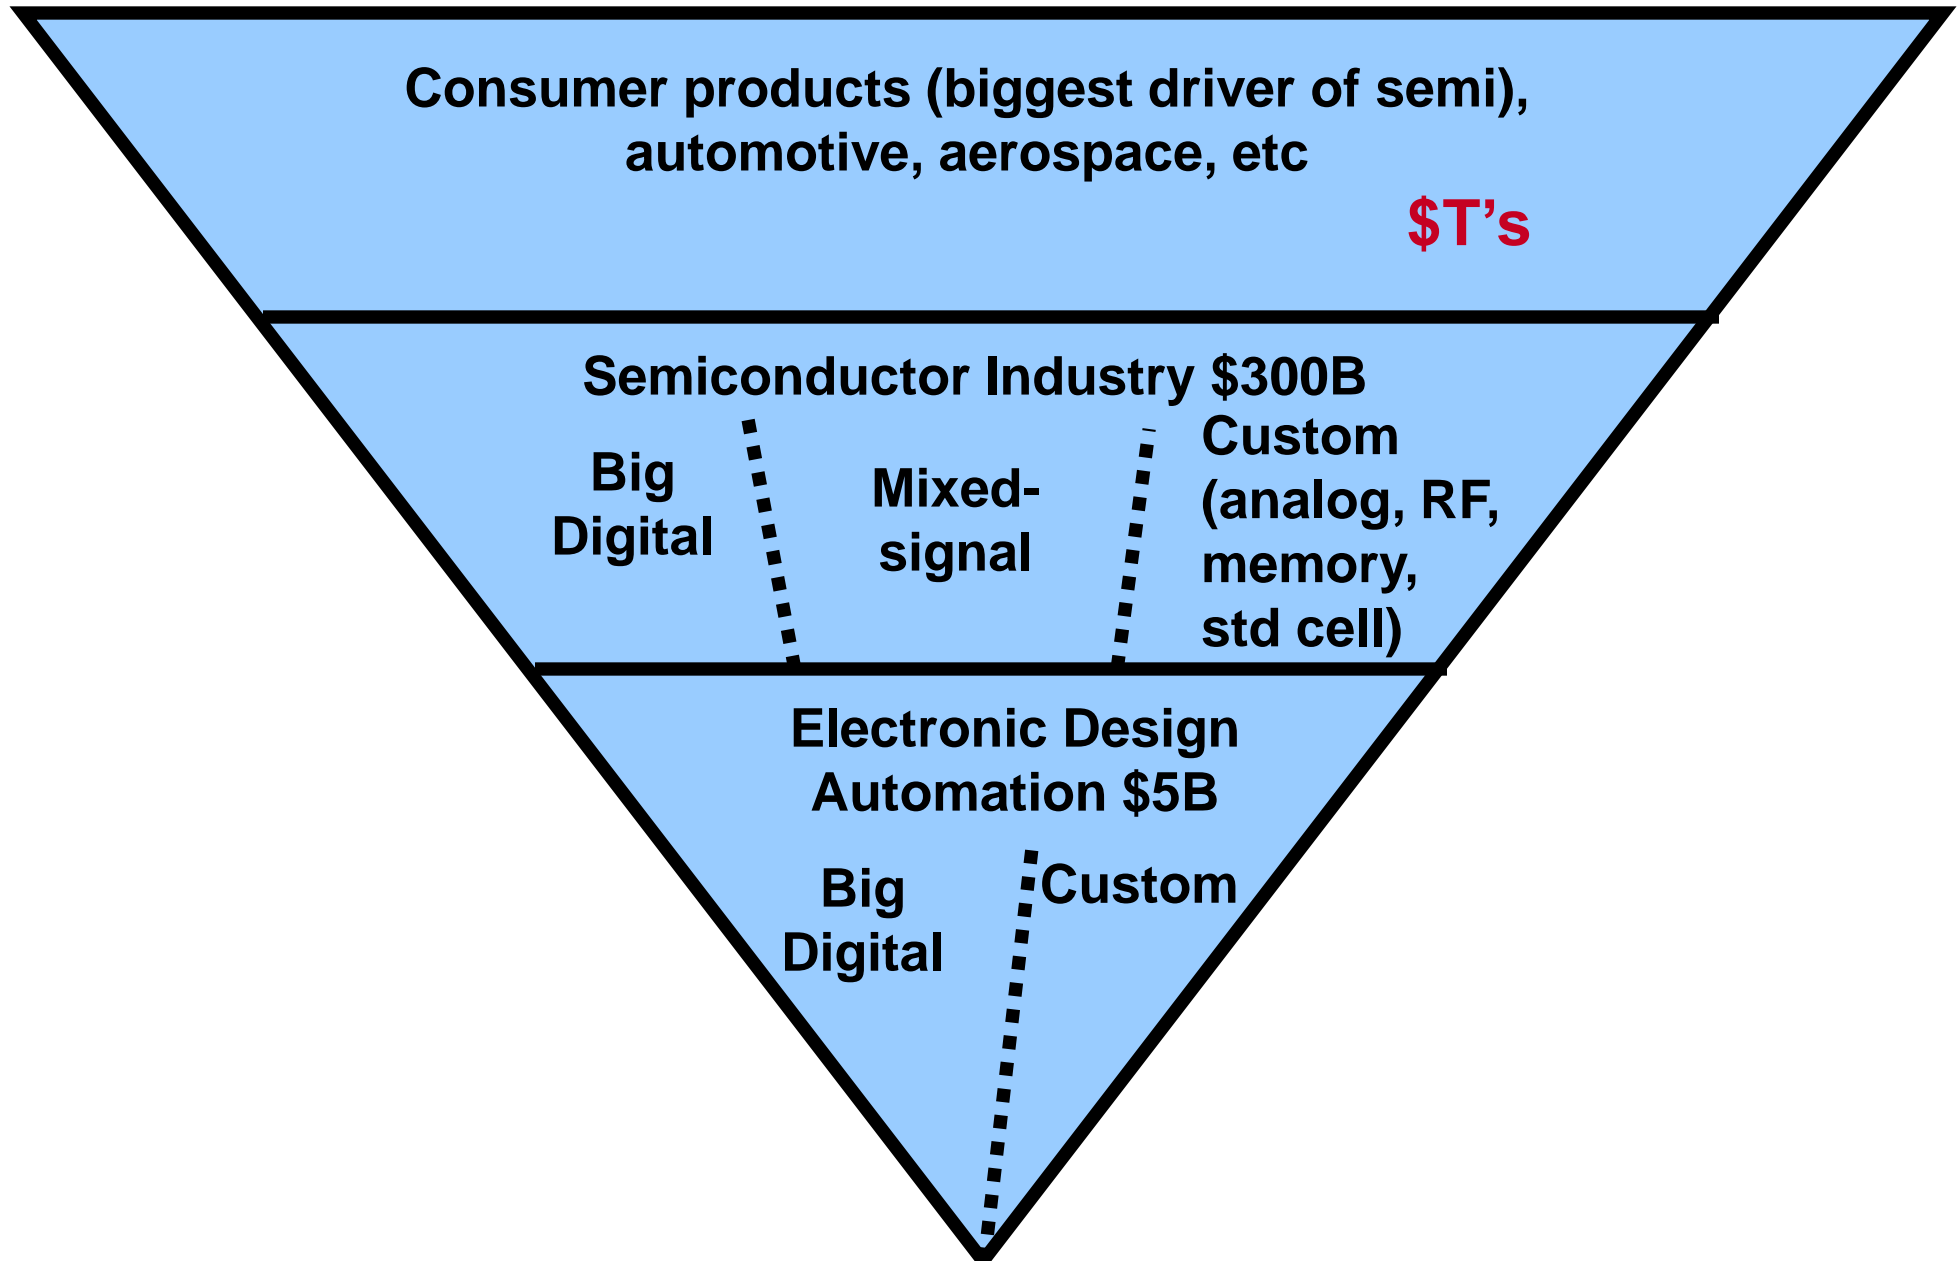 Consumer products (biggest driver of semi),
automotive, aerospace, etc
$T’s
Semiconductor Industry $300B
Big
Digital
Mixed-
signal
Custom
(analog, RF,
memory,
std cell)
Electronic Design
Automation $5B
Big
Digital
Custom